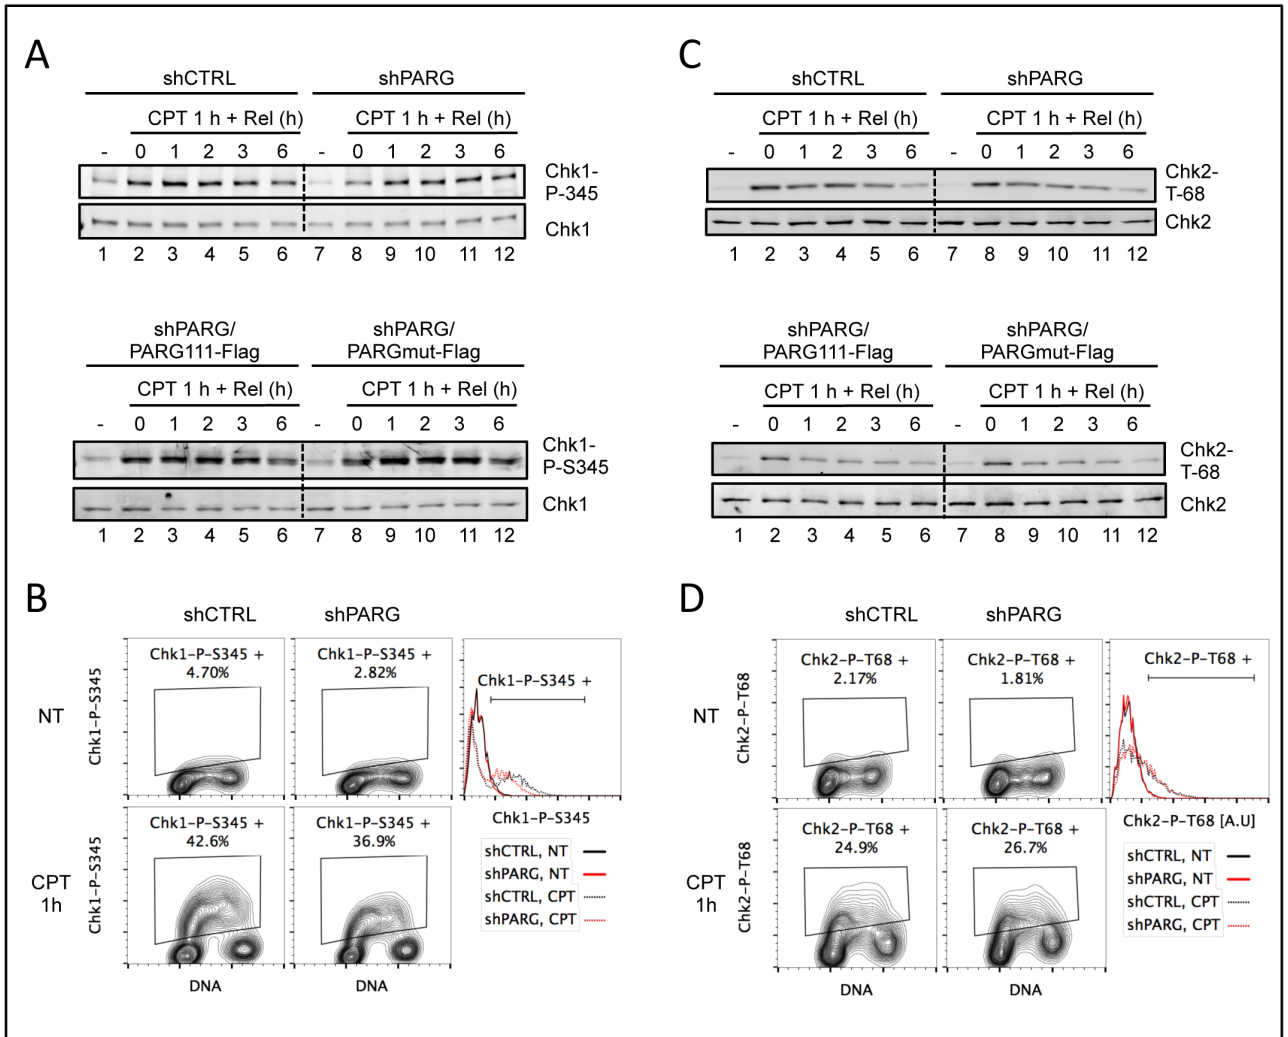 A
shCTRL
shPARG
CPT 1 h + Rel (h)
CPT 1 h + Rel (h)
- 0 1 2 3 6 - 0 1 2 3 6
Chk1-
P-345
Chk1
1 2 3 4 5 6 7 8 9 10 11 12
shPARG/
PARG111-Flag
shPARG/
PARGmut-Flag
CPT 1 h + Rel (h)
CPT 1 h + Rel (h)
- 0 1 2 3 6 - 0 1 2 3 6
Chk1-
P-S345
Chk1
1 2 3 4 5 6 7 8 9 10 11 12
B
shCTRL
shPARG
NT
Chk1-P-S345
Chk1-P-S345 +
4.70%
Chk1-P-S345 +
2.82%
Chk1-P-S345 +
CPT
1h
Chk1-P-S345
Chk1-P-S345 +
42.6%
Chk1-P-S345 +
36.9%
Chk1-P-S345
shCTRL, NT
shPARG, NT
shCTRL, CPT
shPARG, CPT
DNA
DNA
C
shCTRL
shPARG
CPT 1 h + Rel (h)
CPT 1 h + Rel (h)
- 0 1 2 3 6 - 0 1 2 3 6
Chk2-
T-68
Chk2
1 2 3 4 5 6 7 8 9 10 11 12
shPARG/
PARG111-Flag
shPARG/
PARGmut-Flag
CPT 1 h + Rel (h)
CPT 1 h + Rel (h)
- 0 1 2 3 6 - 0 1 2 3 6
Chk2-
T-68
Chk2
1 2 3 4 5 6 7 8 9 10 11 12
D
shCTRL
shPARG
NT
Chk2-P-T68
Chk2-P-T68 +
2.17%
Chk2-P-T68 +
1.81%
Chk2-P-T68 +
CPT
1h
Chk2-P-T68
Chk2-P-T68 +
24.9%
Chk2-P-T68 +
26.7%
Chk2-P-T68 [A.U]
shCTRL, NT
shPARG, NT
shCTRL, CPT
shPARG, CPT
DNA
DNA